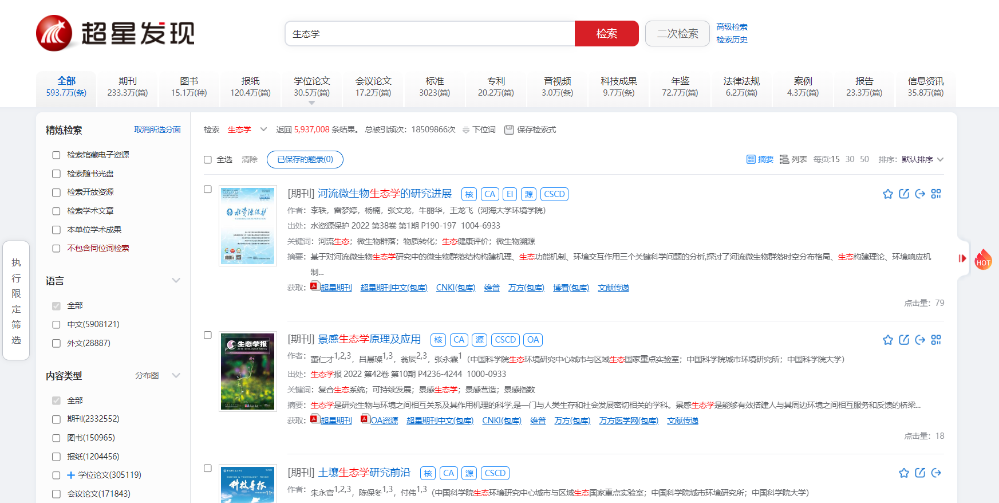 超星发现
生态学
检索
二次检索
高级检索
检索历史
全部 593.7万(条)
期刊 233.3万(篇)
图书 15.1万(种)
报纸 120.4万(篇)
学位论文 30.5万(篇)
会议论文 17.2万(篇)
标准 3023(篇)
专利 20.2万(篇)
音视频 3.0万(条)
科技成果 9.7万(条)
年鉴 72.7万(篇)
法律法规 6.2万(篇)
案例 4.3万(篇)
报告 23.3万(篇)
信息资讯 35.8万(篇)
执行限定筛选
精炼检索 取消所选分面
检索馆藏电子资源
检索随书光盘
检索开放资源
检索学术文章
本单位学术成果
不包含同位词检索
语言
全部
中文(5908121)
外文(28887)
内容类型 分布图
全部
期刊(2332552)
图书(150965)
报纸(1204456)
学位论文(305119)
会议论文(171843)
检索 生态学 返回 5,937,008 条结果。 总被引频次：18509866次 下位词 保存检索式
全选 清除 已保存的题录(0) 摘要 列表 每页:15 30 50 排序：默认排序
水资源保护
[期刊] 河流微生物生态学的研究进展 核 CA EI 源 CSCD
作者：李轶，雷梦婷，杨楠，张文龙，牛丽华，王龙飞（河海大学环境学院）
出处：水资源保护 2022 第38卷 第1期 P190-197 1004-6933
关键词：河流生态；微生物群落；物质转化；生态健康评价；微生物溯源
摘要：基于对河流微生物生态学研究中的微生物群落结构构建机理、生态功能机制、环境交互作用三个关键科学问题的分析,探讨了河流微生物群落时空分布格局、生态构建理论、环境响应机
制...
获取：超星期刊 超星期刊中文(包库) CNKI(包库) 维普 万方(包库) 博看(包库) 文献传递
点击量：79
HOT
生态学报
[期刊] 景感生态学原理及应用 核 CA 源 CSCD OA
作者：董仁才1,2,3，吕晨璨1,3，翁辰2,3，张永霖1（中国科学院生态环境研究中心城市与区域生态国家重点实验室；中国科学院城市环境研究所；中国科学院大学）
出处：生态学报 2022 第42卷 第10期 P4236-4244 1000-0933
关键词：复合生态系统；可持续发展；景感生态学；景感营造；景感指数
摘要：生态学是研究生物与环境之间相互关系及其作用机理的科学,是一门与人类生存和社会发展密切相关的学科。景感生态学是能够有效搭建人与其周边环境之间相互服务和反馈的桥梁...
获取：超星期刊 OA资源 超星期刊中文(包库) CNKI(包库) 维普 万方(包库) 万方医学网(包库) 文献传递
点击量：18
科技导报
[期刊] 土壤生态学研究前沿 核 CA 源 CSCD
作者：朱永官1,2,3，陈保冬1,3，付伟1,3（中国科学院生态环境研究中心城市与区域生态国家重点实验室；中国科学院城市环境研究所；中国科学院大学）